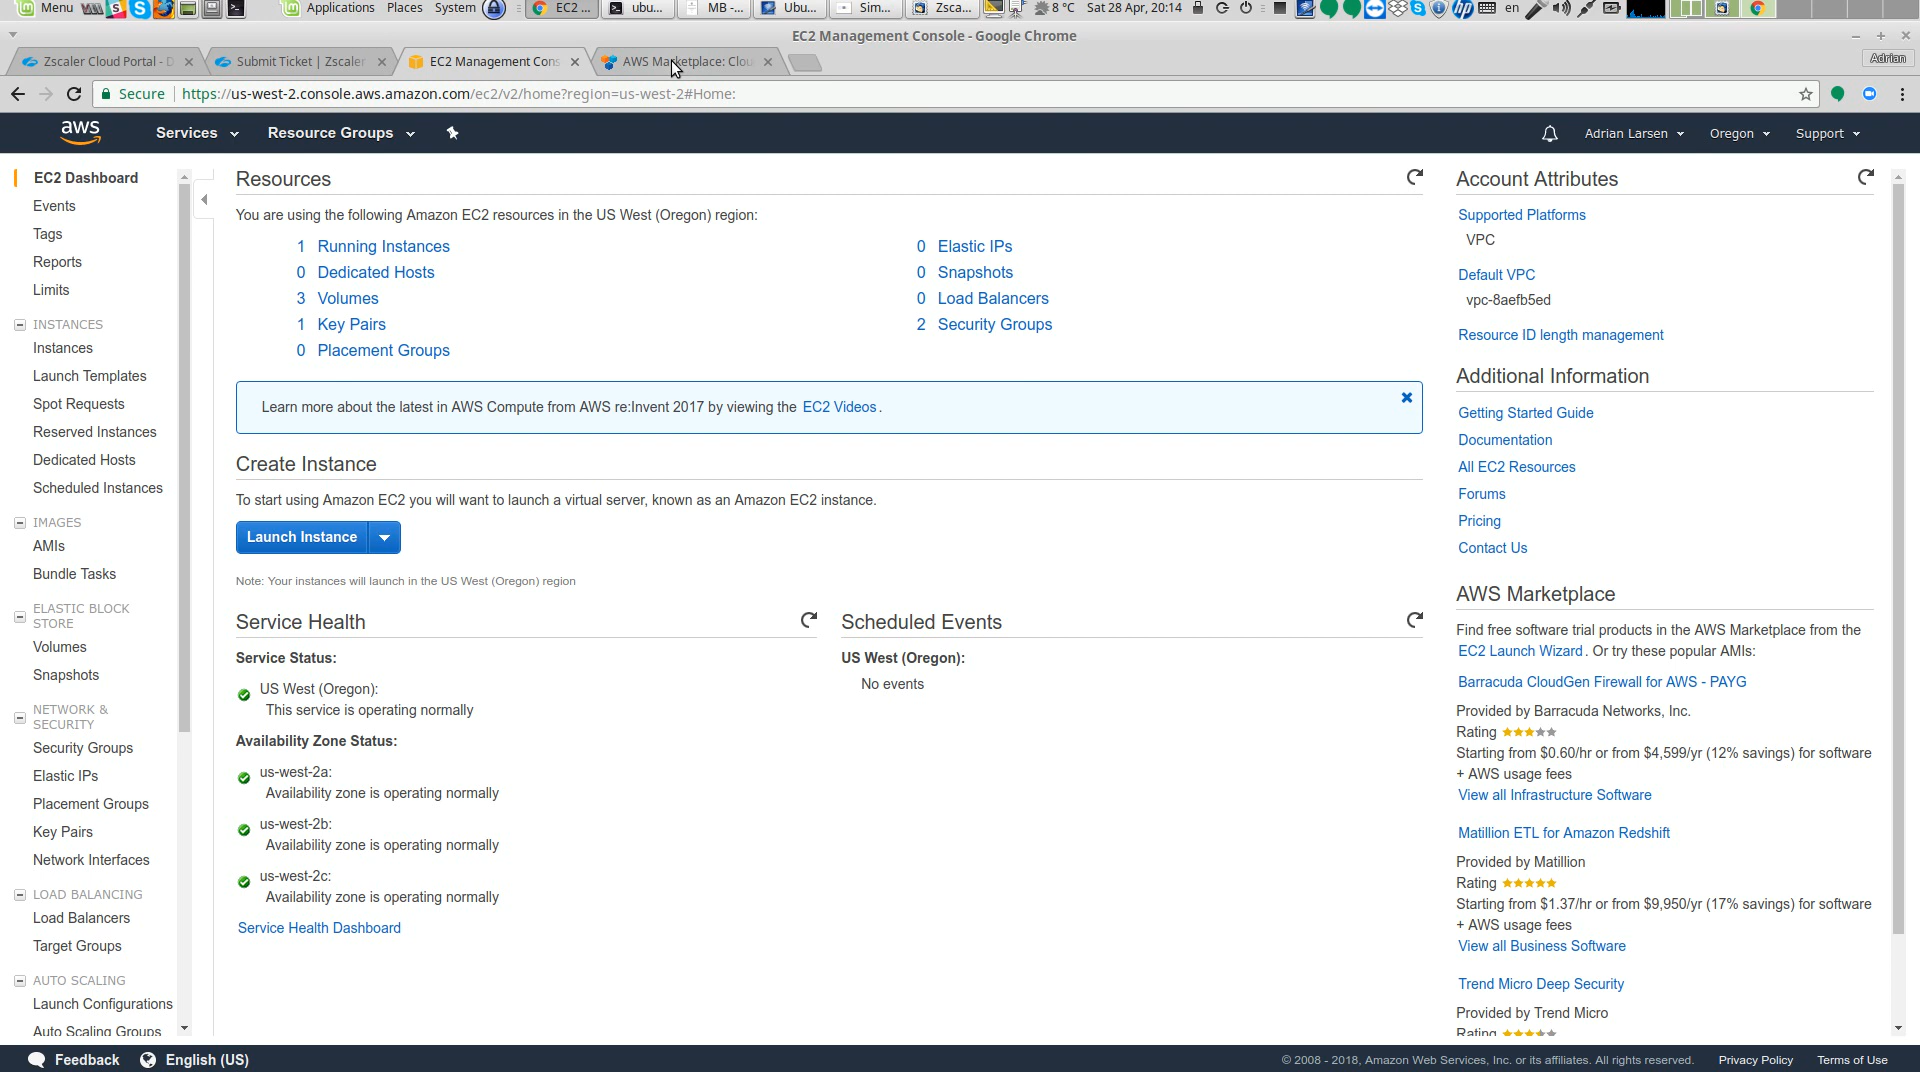 Menu Applications Places System EC2 ... ubu... MB -... Ubu... Sim... Zsca... 8 °C Sat 28 Apr, 20:14 en
EC2 Management Console - Google Chrome
Zscaler Cloud Portal - D Submit Ticket | Zscaler EC2 Management Cons AWS Marketplace: Clou Adrian
Secure https://us-west-2.console.aws.amazon.com/ec2/v2/home?region=us-west-2#Home:
aws Services Resource Groups Adrian Larsen Oregon Support
EC2 Dashboard
Events
Tags
Reports
Limits
INSTANCES
Instances
Launch Templates
Spot Requests
Reserved Instances
Dedicated Hosts
Scheduled Instances
IMAGES
AMIs
Bundle Tasks
ELASTIC BLOCK
STORE
Volumes
Snapshots
NETWORK &
SECURITY
Security Groups
Elastic IPs
Placement Groups
Key Pairs
Network Interfaces
LOAD BALANCING
Load Balancers
Target Groups
AUTO SCALING
Launch Configurations
Auto Scaling Groups
Resources
You are using the following Amazon EC2 resources in the US West (Oregon) region:
1 Running Instances
0 Dedicated Hosts
3 Volumes
1 Key Pairs
0 Placement Groups
0 Elastic IPs
0 Snapshots
0 Load Balancers
2 Security Groups
Learn more about the latest in AWS Compute from AWS re:Invent 2017 by viewing the EC2 Videos.
Create Instance
To start using Amazon EC2 you will want to launch a virtual server, known as an Amazon EC2 instance.
Launch Instance
Note: Your instances will launch in the US West (Oregon) region
Service Health
Service Status:
US West (Oregon):
This service is operating normally
Availability Zone Status:
us-west-2a:
Availability zone is operating normally
us-west-2b:
Availability zone is operating normally
us-west-2c:
Availability zone is operating normally
Service Health Dashboard
Scheduled Events
US West (Oregon):
No events
Account Attributes
Supported Platforms
VPC
Default VPC
vpc-8aefb5ed
Resource ID length management
Additional Information
Getting Started Guide
Documentation
All EC2 Resources
Forums
Pricing
Contact Us
AWS Marketplace
Find free software trial products in the AWS Marketplace from the
EC2 Launch Wizard. Or try these popular AMIs:
Barracuda CloudGen Firewall for AWS - PAYG
Provided by Barracuda Networks, Inc.
Rating
Starting from $0.60/hr or from $4,599/yr (12% savings) for software
+ AWS usage fees
View all Infrastructure Software
Matillion ETL for Amazon Redshift
Provided by Matillion
Rating
Starting from $1.37/hr or from $9,950/yr (17% savings) for software
+ AWS usage fees
View all Business Software
Trend Micro Deep Security
Provided by Trend Micro
Rating
Feedback English (US) © 2008 - 2018, Amazon Web Services, Inc. or its affiliates. All rights reserved. Privacy Policy Terms of Use